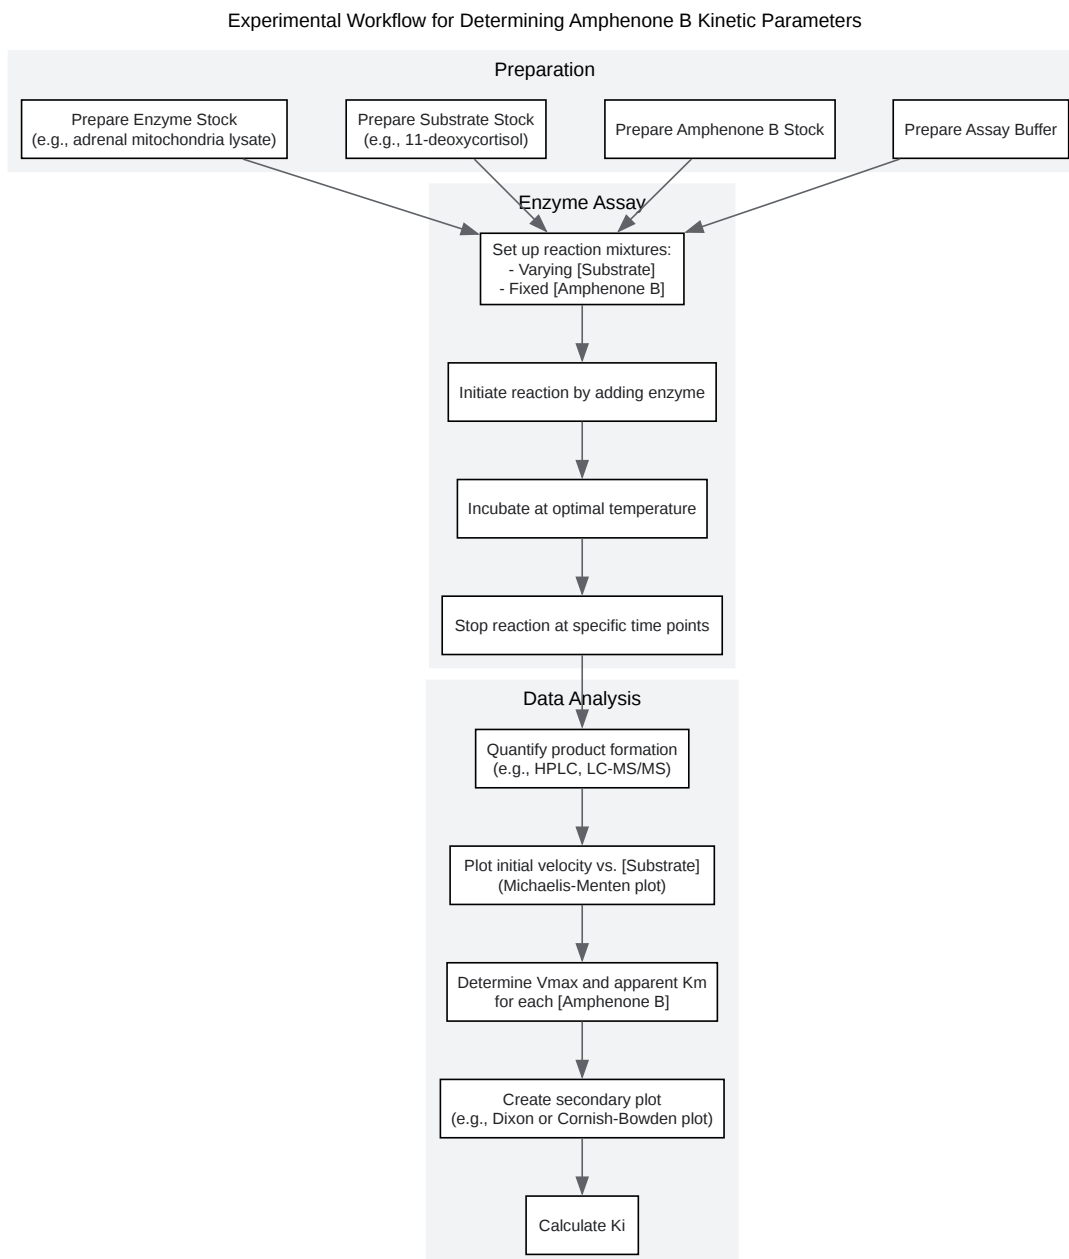 Experimental Workflow for Determining Amphenone B Kinetic Parameters
Preparation
Prepare Enzyme Stock
(e.g., adrenal mitochondria lysate)
Prepare Substrate Stock
(e.g., 11-deoxycortisol)
Prepare Amphenone B Stock
Prepare Assay Buffer
Enzyme Assay
Set up reaction mixtures:
- Varying [Substrate]
- Fixed [Amphenone B]
Initiate reaction by adding enzyme
Incubate at optimal temperature
Stop reaction at specific time points
Data Analysis
Quantify product formation
(e.g., HPLC, LC-MS/MS)
Plot initial velocity vs. [Substrate]
(Michaelis-Menten plot)
Determine Vmax and apparent Km
for each [Amphenone B]
Create secondary plot
(e.g., Dixon or Cornish-Bowden plot)
Calculate Ki